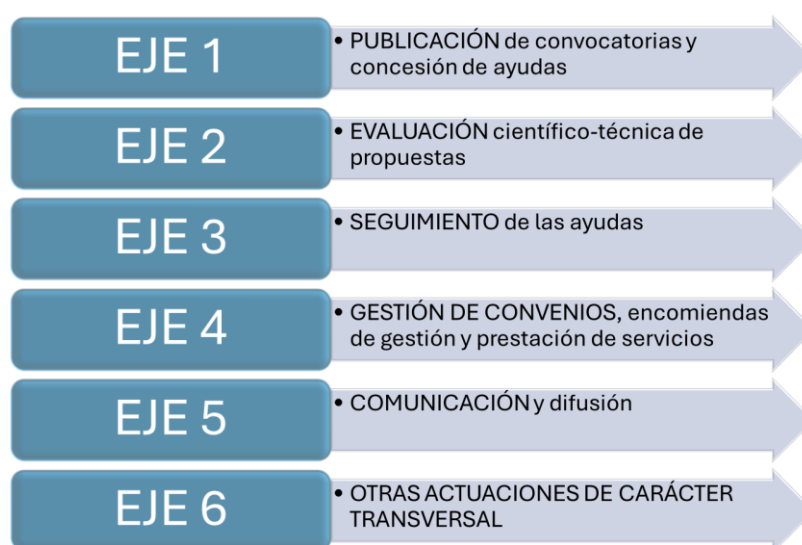 EJE 1
• PUBLICACIÓN de convocatorias y
concesión de ayudas
EJE 2
• EVALUACIÓN científico-técnica de
propuestas
EJE 3
• SEGUIMIENTO de las ayudas
EJE 4
• GESTIÓN DE CONVENIOS, encomiendas
de gestión y prestación de servicios
EJE 5
• COMUNICACIÓN y difusión
EJE 6
• OTRAS ACTUACIONES DE CARÁCTER
TRANSVERSAL